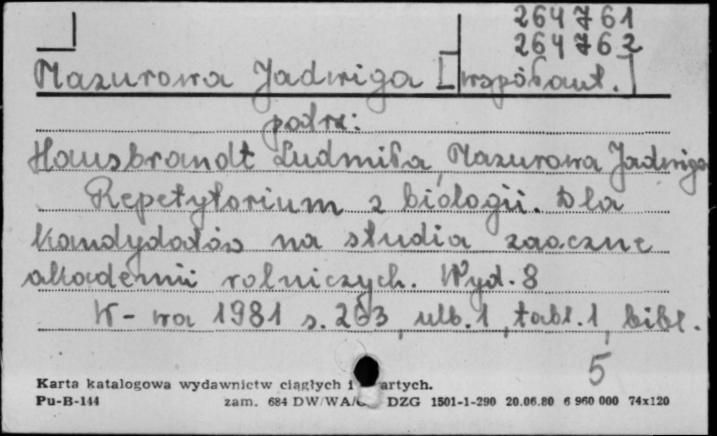 264761
264762
Mazurowa Jadwiga [współaut.]
patrz:
Hausbrandt Ludmiła, Mazurowa Jadwiga
Repetytorium z biologii. Dla
kandydatów na studia zaoczne
akademii rolniczych. Wyd. 8
W-wa 1981 s. 263, ulb. 1, tabl. 1, bibl.
5
Karta katalogowa wydawnictw ciągłych i artych.
Pu-B-144 zam. 684 DW/WA/ DZG 1501-1-290 20.06.80 6 960 000 74x120